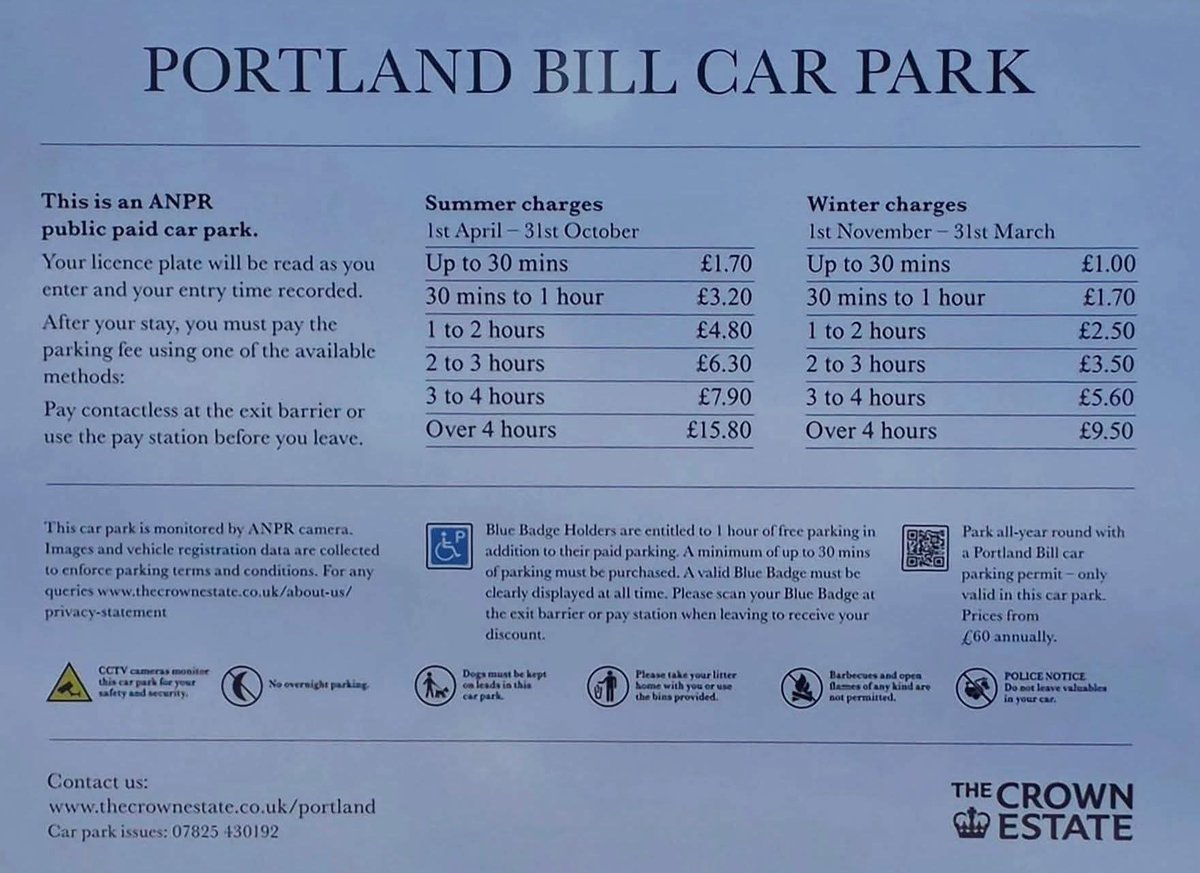 PORTLAND BILL CAR PARK
This is an ANPR
public paid car park.
Your licence plate will be read as you
enter and your entry time recorded.
After your stay, you must pay the
parking fee using one of the available
methods:
Pay contactless at the exit barrier or
use the pay station before you leave.
Summer charges
1st April – 31st October
Up to 30 mins £1.70
30 mins to 1 hour £3.20
1 to 2 hours £4.80
2 to 3 hours £6.30
3 to 4 hours £7.90
Over 4 hours £15.80
Winter charges
1st November – 31st March
Up to 30 mins £1.00
30 mins to 1 hour £1.70
1 to 2 hours £2.50
2 to 3 hours £3.50
3 to 4 hours £5.60
Over 4 hours £9.50
This car park is monitored by ANPR camera.
Images and vehicle registration data are collected
to enforce parking terms and conditions. For any
queries www.thecrownestate.co.uk/about-us/
privacy-statement
P
Blue Badge Holders are entitled to 1 hour of free parking in
addition to their paid parking. A minimum of up to 30 mins
of parking must be purchased. A valid Blue Badge must be
clearly displayed at all time. Please scan your Blue Badge at
the exit barrier or pay station when leaving to receive your
discount.
Park all-year round with
a Portland Bill car
parking permit – only
valid in this car park.
Prices from
£60 annually.
CCTV cameras monitor
this car park for your
safety and security.
No overnight parking.
Dogs must be kept
on leads in this
car park.
Please take your litter
home with you or use
the bins provided.
Barbecues and open
flames of any kind are
not permitted.
POLICE NOTICE
Do not leave valuables
in your car.
Contact us:
www.thecrownestate.co.uk/portland
Car park issues: 07825 430192
THE CROWN
ESTATE